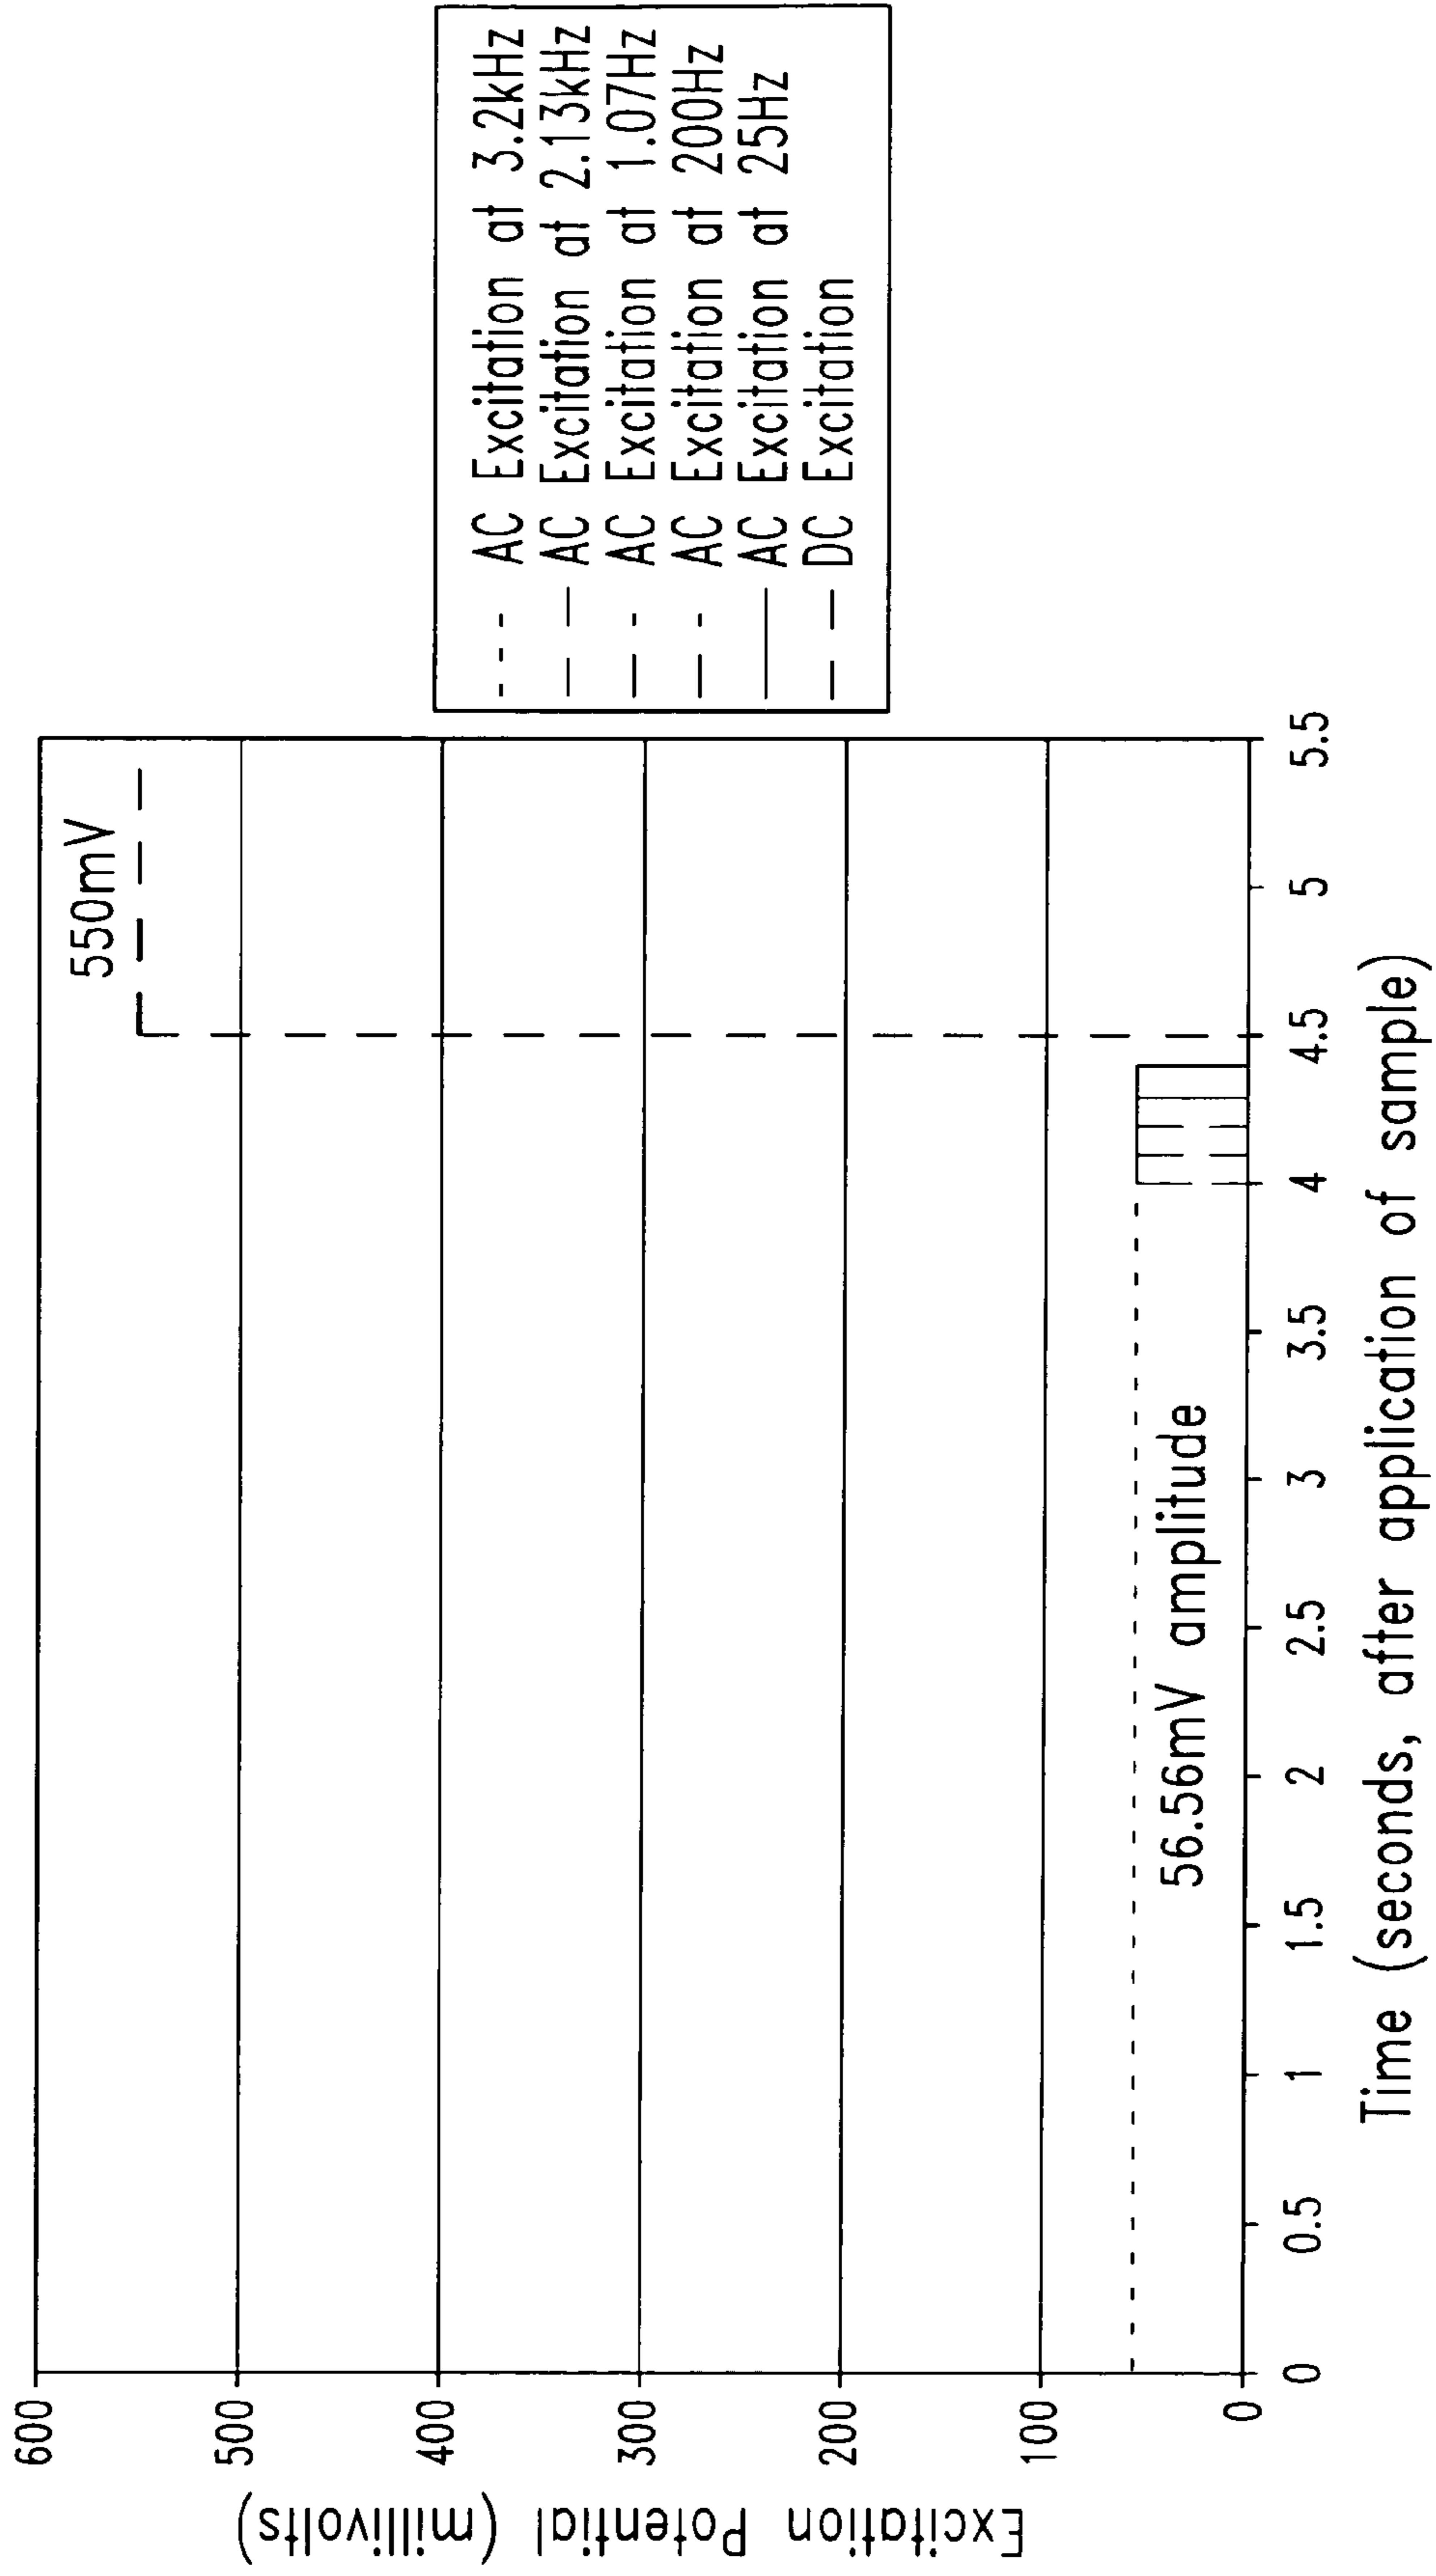 Excitation Potential (millivolts)
600
500
400
300
200
100
0
550mV
56.56mV amplitude
0
0.5
1
1.5
2
2.5
3
3.5
4
4.5
5
5.5
Time (seconds, after application of sample)
AC Excitation at 3.2kHz
AC Excitation at 2.13kHz
AC Excitation at 1.07Hz
AC Excitation at 200Hz
AC Excitation at 25Hz
DC Excitation